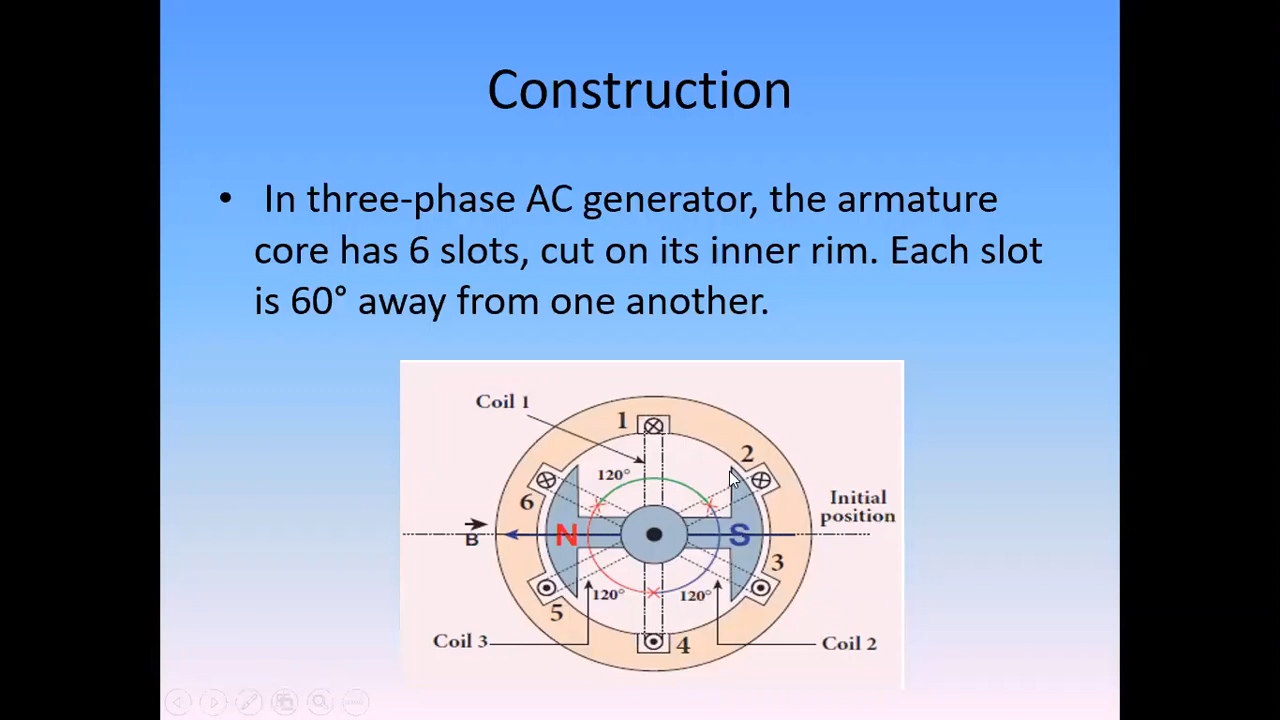 Construction
• In three-phase AC generator, the armature
core has 6 slots, cut on its inner rim. Each slot
is 60° away from one another.
Coil 1
1
2
120°
6
Initial
position
B
N
S
3
120°
120°
5
Coil 3
4
Coil 2